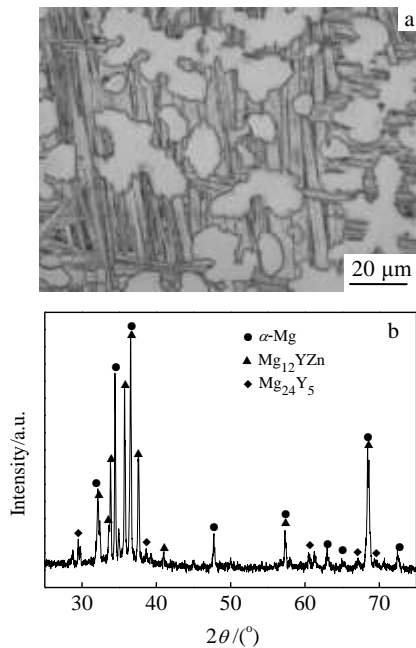 a
20 μm
b
α-Mg
Mg₁₂YZn
Mg₂₄Y₅
Intensity/a.u.
30 40 50 60 70
2θ/(°)